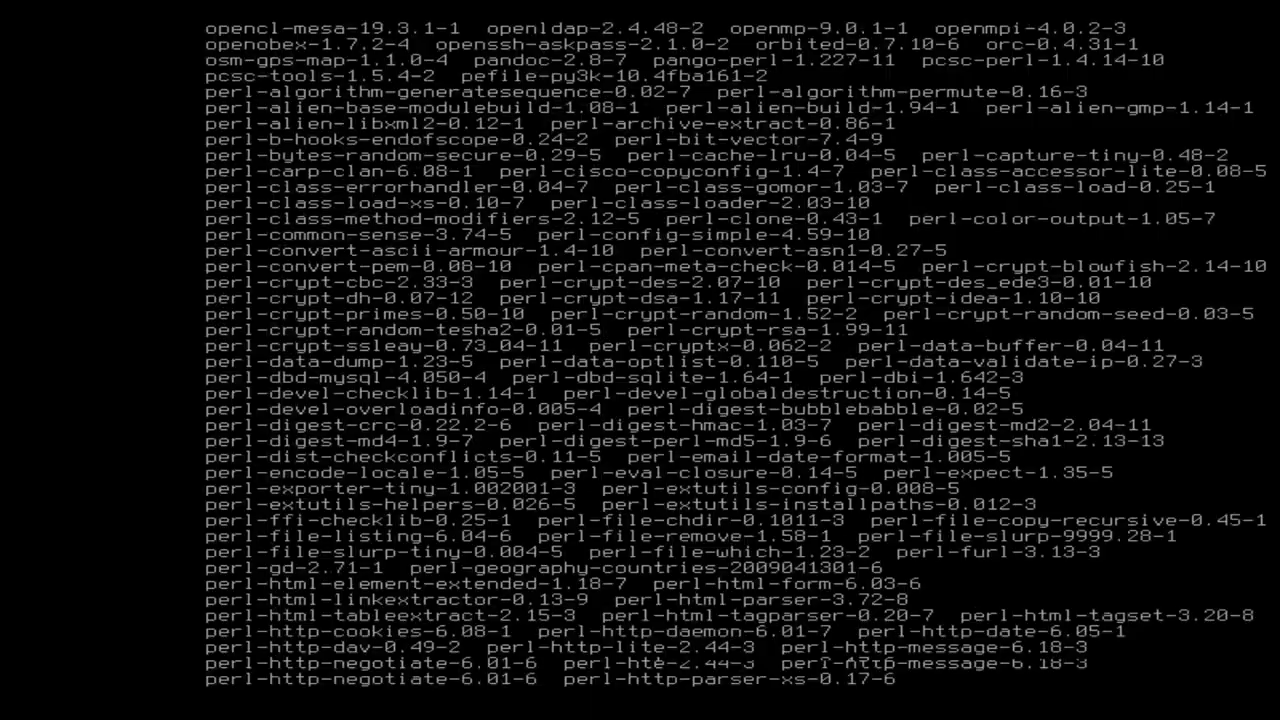 opencl-mesa-19.3.1-1  openldap-2.4.48-2  openmp-9.0.1-1  openmpi-4.0.2-3
openobex-1.7.2-4  openssh-askpass-2.1.0-2  orbited-0.7.10-6  orc-0.4.31-1
osm-gps-map-1.1.0-4  pandoc-2.8-7  pango-perl-1.227-11  pcsc-perl-1.4.14-10
pcsc-tools-1.5.4-2  pefile-py3k-10.4fba161-2
perl-algorithm-generatesequence-0.02-7  perl-algorithm-permute-0.16-3
perl-alien-base-modulebuild-1.08-1  perl-alien-build-1.94-1  perl-alien-gmp-1.14-1
perl-alien-libxml2-0.12-1  perl-archive-extract-0.86-1
perl-b-hooks-endofscope-0.24-2  perl-bit-vector-7.4-9
perl-bytes-random-secure-0.29-5  perl-cache-lru-0.04-5  perl-capture-tiny-0.48-2
perl-carp-clan-6.08-1  perl-cisco-copyconfig-1.4-7  perl-class-accessor-lite-0.08-5
perl-class-errorhandler-0.04-7  perl-class-gomor-1.03-7  perl-class-load-0.25-1
perl-class-load-xs-0.10-7  perl-class-loader-2.03-10
perl-class-method-modifiers-2.12-5  perl-clone-0.43-1  perl-color-output-1.05-7
perl-common-sense-3.74-5  perl-config-simple-4.59-10
perl-convert-ascii-armour-1.4-10  perl-convert-asn1-0.27-5
perl-convert-pem-0.08-10  perl-cpan-meta-check-0.014-5  perl-crypt-blowfish-2.14-10
perl-crypt-cbc-2.33-3  perl-crypt-des-2.07-10  perl-crypt-des_ede3-0.01-10
perl-crypt-dh-0.07-12  perl-crypt-dsa-1.17-11  perl-crypt-idea-1.10-10
perl-crypt-primes-0.50-10  perl-crypt-random-1.52-2  perl-crypt-random-seed-0.03-5
perl-crypt-random-tesha2-0.01-5  perl-crypt-rsa-1.99-11
perl-crypt-ssleay-0.73_04-11  perl-cryptx-0.062-2  perl-data-buffer-0.04-11
perl-data-dump-1.23-5  perl-data-optlist-0.110-5  perl-data-validate-ip-0.27-3
perl-dbd-mysql-4.050-4  perl-dbd-sqlite-1.64-1  perl-dbi-1.642-3
perl-devel-checklib-1.14-1  perl-devel-globaldestruction-0.14-5
perl-devel-overloadinfo-0.005-4  perl-digest-bubblebabble-0.02-5
perl-digest-crc-0.22.2-6  perl-digest-hmac-1.03-7  perl-digest-md2-2.04-11
perl-digest-md4-1.9-7  perl-digest-perl-md5-1.9-6  perl-digest-sha1-2.13-13
perl-dist-checkconflicts-0.11-5  perl-email-date-format-1.005-5
perl-encode-locale-1.05-5  perl-eval-closure-0.14-5  perl-expect-1.35-5
perl-exporter-tiny-1.002001-3  perl-extutils-config-0.008-5
perl-extutils-helpers-0.026-5  perl-extutils-installpaths-0.012-3
perl-ffi-checklib-0.25-1  perl-file-chdir-0.1011-3  perl-file-copy-recursive-0.45-1
perl-file-listing-6.04-6  perl-file-remove-1.58-1  perl-file-slurp-9999.28-1
perl-file-slurp-tiny-0.004-5  perl-file-which-1.23-2  perl-furl-3.13-3
perl-gd-2.71-1  perl-geography-countries-2009041301-6
perl-html-element-extended-1.18-7  perl-html-form-6.03-6
perl-html-linkextractor-0.13-9  perl-html-parser-3.72-8
perl-html-tableextract-2.15-3  perl-html-tagparser-0.20-7  perl-html-tagset-3.20-8
perl-http-cookies-6.08-1  perl-http-daemon-6.01-7  perl-http-date-6.05-1
perl-http-dav-0.49-2  perl-http-lite-2.44-3  perl-http-message-6.18-3
perl-http-negotiate-6.01-6
perl-http-negotiate-6.01-6  perl-http-parser-xs-0.17-6